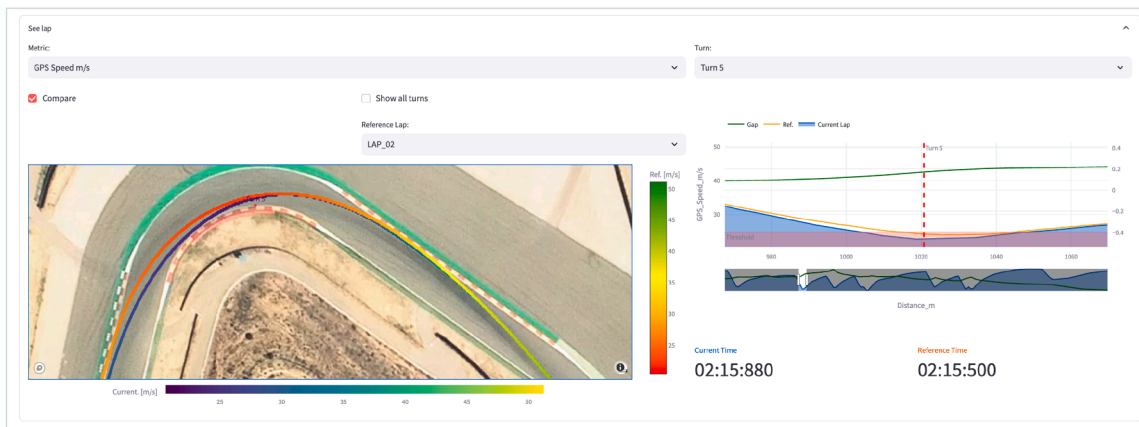 See lap
Metric:
Turn:
GPS Speed m/s
Turn 5
Compare
Show all turns
Reference Lap:
LAP_02
Gap
Ref.
Current Lap
Ref. [m/s]
50
45
40
35
30
25
Turn 5
GPS_Speed_m/s
50
40
30
0.4
0.2
0
−0.2
−0.4
Threshold
980
1000
1020
1040
1060
Distance_m
Current. [m/s]
25
30
35
40
45
50
Current Time
Reference Time
02:15:880
02:15:500